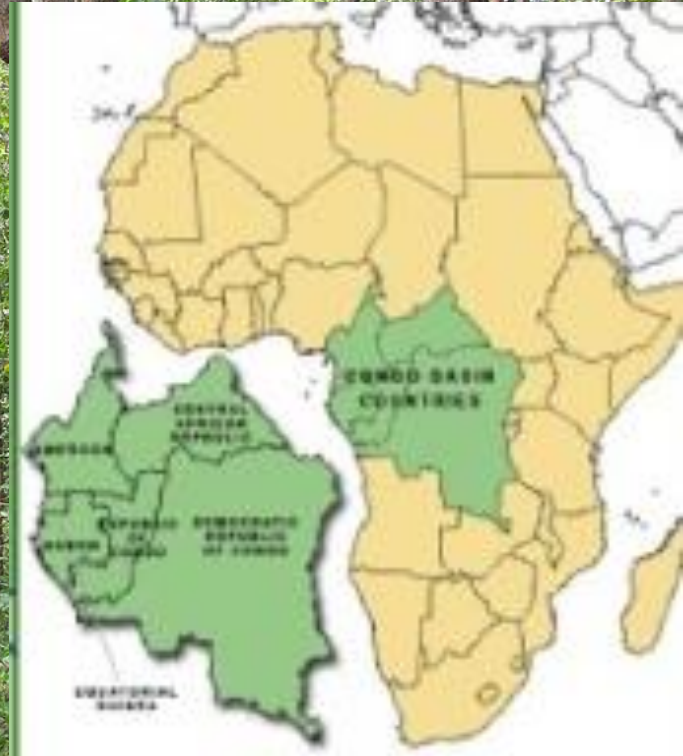 CONGO BASIN
COUNTRIES
CENTRAL
AFRICAN
REPUBLIC
CAMEROON
GABON
REPUBLIC
OF
CONGO
DEMOCRATIC
REPUBLIC
OF CONGO
EQUATORIAL
GUINEA